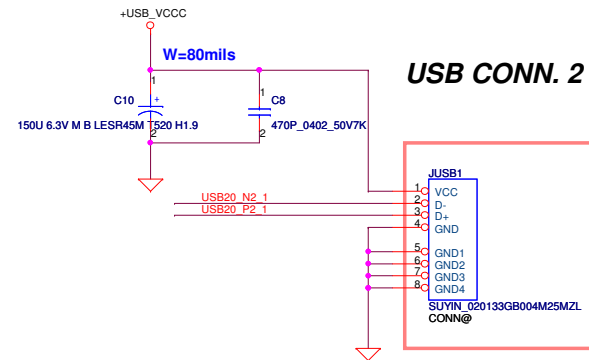 +USB_VCCC
W=80mils
USB CONN. 2
1
1
C10
+
C8
150U 6.3V M B LESR45M T520 H1.9
2
2
470P_0402_50V7K
JUSB1
1
VCC
USB20_N2_1
2
D-
USB20_P2_1
3
D+
4
GND
5
GND1
6
GND2
7
GND3
8
GND4
SUYIN_020133GB004M25MZL
CONN@